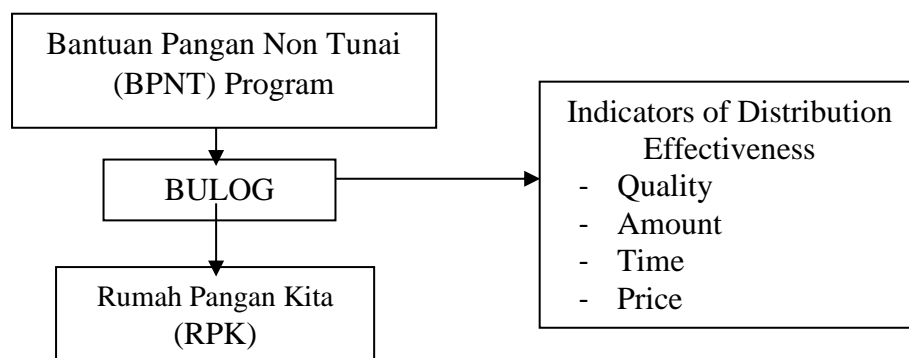 Bantuan Pangan Non Tunai
(BPNT) Program
BULOG
Rumah Pangan Kita
(RPK)
Indicators of Distribution
Effectiveness
- Quality
- Amount
- Time
- Price